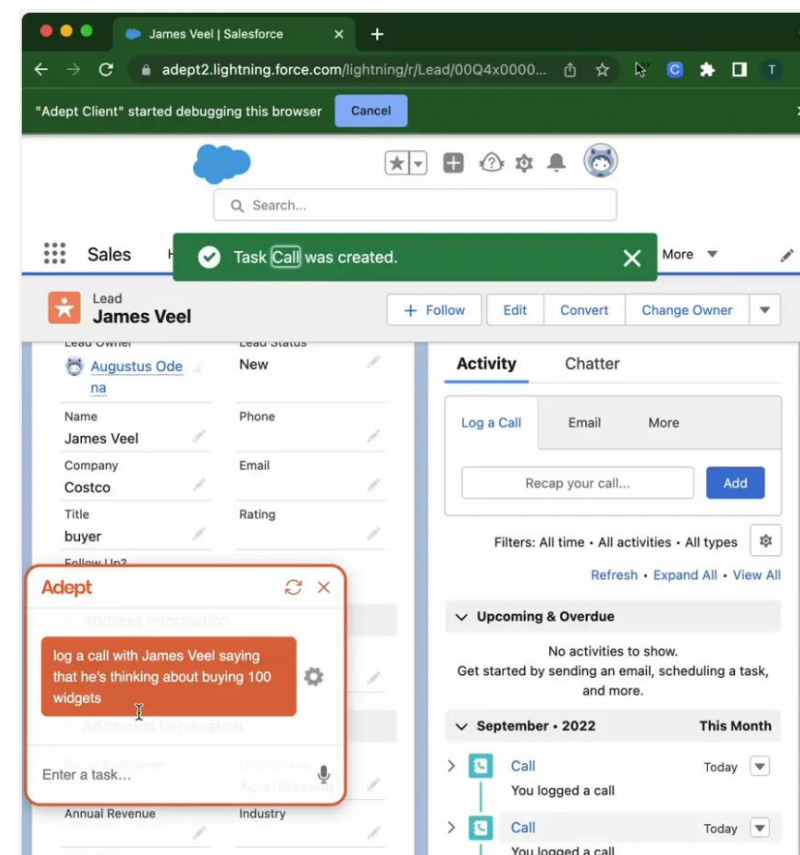 James Veel | Salesforce
adept2.lightning.force.com/lightning/r/Lead/00Q4x0000...
C
T
"Adept Client" started debugging this browser
Cancel
Search...
Sales
H
Task Call was created.
More
Lead
James Veel
+ Follow
Edit
Convert
Change Owner
Lead Owner
Lead Status
Augustus Ode
na
New
Name
Phone
James Veel
Company
Email
Costco
Title
Rating
buyer
Follow Up?
Address Information
Adept
log a call with James Veel saying
that he's thinking about buying 100
widgets
Additional Information
Enter a task...
Annual Revenue
Industry
Activity
Chatter
Log a Call
Email
More
Recap your call...
Add
Filters: All time • All activities • All types
Refresh • Expand All • View All
Upcoming & Overdue
No activities to show.
Get started by sending an email, scheduling a task,
and more.
September • 2022
This Month
Call
Today
You logged a call
Call
Today
You logged a call